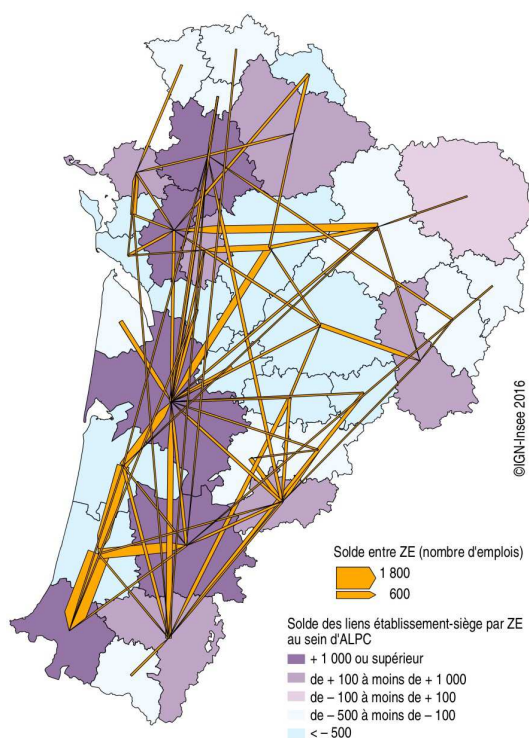 ©IGN-Insee 2016
Solde entre ZE (nombre d'emplois)
1 800
600
Solde des liens établissement-siège par ZE
au sein d'ALPC
+ 1 000 ou supérieur
de + 100 à moins de + 1 000
de – 100 à moins de + 100
de – 500 à moins de – 100
< – 500